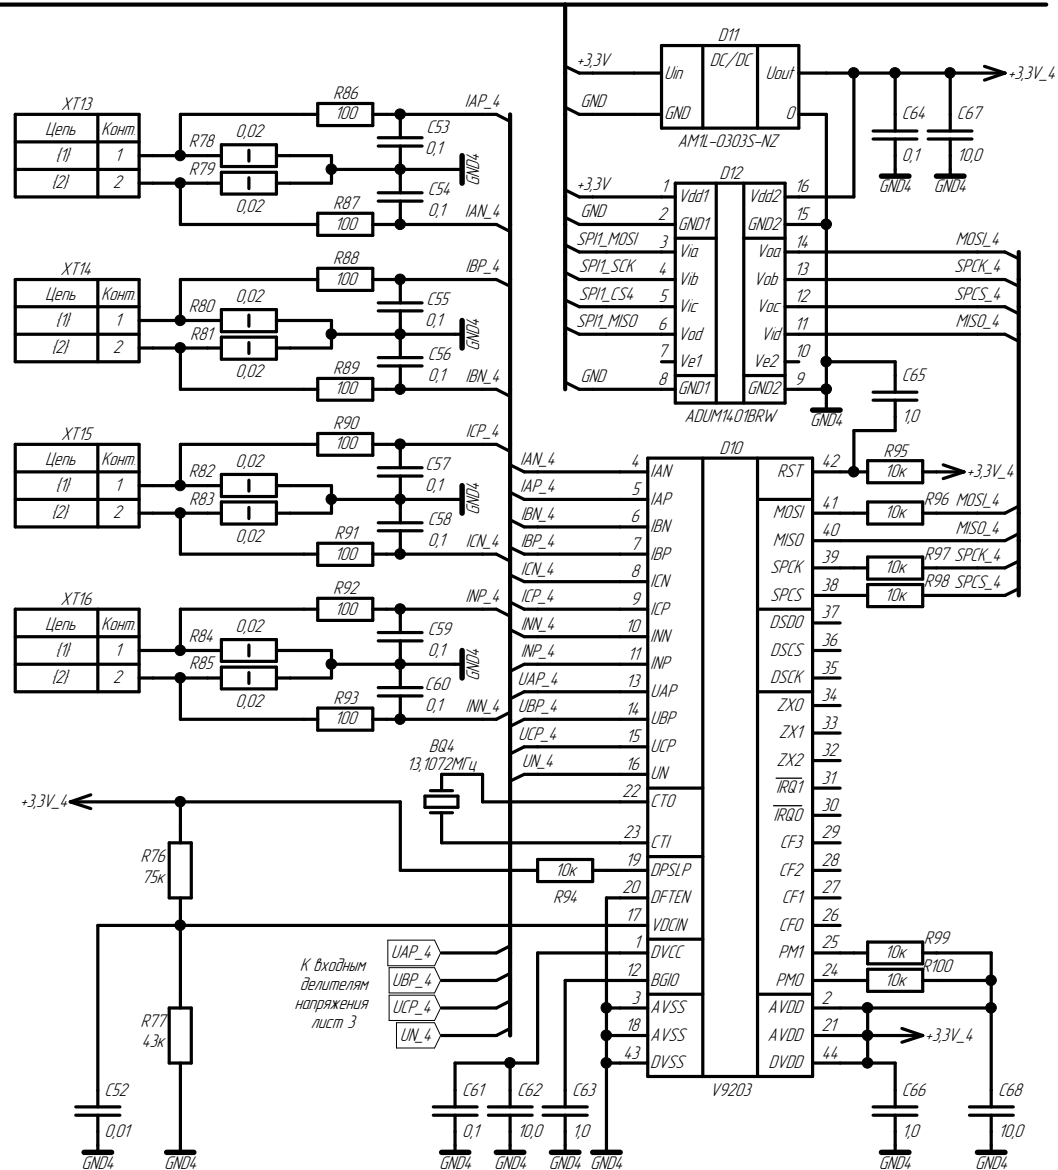 +3,3V
GND
D11
DC/DC
Uin
Uout
GND
0
AM1L-0303S-NZ
+3,3V_4
C64
0,1
GND4
C67
10,0
GND4
XT13
Цепь Конт.
{1} 1
{2} 2
R78
0,02
R79
0,02
R86
100
R87
100
C53
0,1
C54
0,1
GND4
IAP_4
IAN_4
XT14
Цепь Конт.
{1} 1
{2} 2
R80
0,02
R81
0,02
R88
100
R89
100
C55
0,1
C56
0,1
GND4
IBP_4
IBN_4
XT15
Цепь Конт.
{1} 1
{2} 2
R82
0,02
R83
0,02
R90
100
R91
100
C57
0,1
C58
0,1
GND4
ICP_4
ICN_4
XT16
Цепь Конт.
{1} 1
{2} 2
R84
0,02
R85
0,02
R92
100
R93
100
C59
0,1
C60
0,1
GND4
INP_4
INN_4
D12
+3,3V 1 Vdd1 Vdd2 16
GND 2 GND1 GND2 15
SPI1_MOSI 3 Via Voa 14 MOSI_4
SPI1_SCK 4 Vib Vob 13 SPCK_4
SPI1_CS4 5 Vic Voc 12 SPCS_4
SPI1_MISO 6 Vod Vid 11 MISO_4
7 Ve1 Ve2 10
GND 8 GND1 GND2 9
ADUM1401BRW
GND4
C65
1,0
D10
IAN_4 4 IAN RST 42
R95
10к
+3,3V_4
IAP_4 5 IAP
MOSI 41 10к R96 MOSI_4
IBN_4 6 IBN
MISO 40 MISO_4
IBP_4 7 IBP
SPCK 39 10к R97 SPCK_4
ICN_4 8 ICN
SPCS 38 10к R98 SPCS_4
ICP_4 9 ICP
DSDO 37
INN_4 10 INN
DSCS 36
INP_4 11 INP
DSCK 35
UAP_4 13 UAP
ZX0 34
UBP_4 14 UBP
ZX1 33
UCP_4 15 UCP
ZX2 32
UN_4 16 UN
IRQ1 31
22 CTO
IRQ0 30
23 CTI
CF3 29
19 DPSLP
CF2 28
20 DFTEN
CF1 27
17 VDCIN
CF0 26
1 DVCC
PM1 25 10к R99
12 BGIO
PM0 24 10к R100
3 AVSS
AVDD 2
18 AVSS
AVDD 21 +3,3V_4
43 DVSS
DVDD 44
V9203
BQ4
13,1072МГц
+3,3V_4
R76
75к
R77
43к
10к
R94
К входным
делителям
напряжения
лист 3
UAP_4
UBP_4
UCP_4
UN_4
C52
0,01
GND4
GND4
C61
0,1
GND4
C62
10,0
GND4
C63
1,0
GND4
GND4
C66
1,0
GND4
C68
10,0
GND4